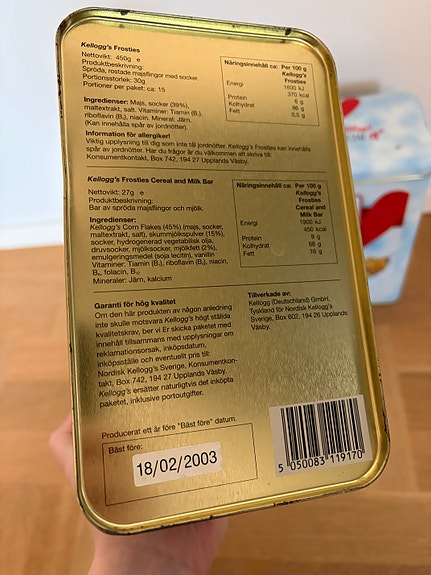 Kellogg's Frosties
Nettovikt: 450g e
Produktbeskrivning:
Spröda, rostade majsflingor med socker.
Portionsstorlek: 30g
Portioner per paket: ca: 15
Ingredienser: Majs, socker (39%),
maltextrakt, salt. Vitaminer: Tiamin (B₁),
riboflavin (B₂), niacin. Mineral: Järn.
(Kan innehålla spår av jordnötter).
Näringsinnehåll ca: Per 100 g
Kellogg's
Frosties
Energi 1600 kJ
370 kcal
Protein 6 g
Kolhydrat 86 g
Fett 0,5 g
Information för allergiker!
Viktig upplysning till dig som inte tål jordnötter. Kellogg's Frosties kan innehålla
spår av jordnötter. Har du frågor är du välkommen att skriva till:
Konsumentkontakt, Box 742, 194 27 Upplands Väsby.
Kellogg's Frosties Cereal and Milk Bar
Nettovikt: 27g e
Produktbeskrivning:
Bar av spröda majsflingor och mjölk.
Ingredienser:
Kellogg's Corn Flakes (45%) (majs, socker,
maltextrakt, salt), skummjölkspulver (15%),
socker, hydrogenerad vegetabilisk olja,
druvsocker, mjölksocker, mjölkfett (2%),
emulgeringsmedel (soja lecitin), vanillin
Vitaminer: Tiamin (B₁), riboflavin (B₂), niacin,
B₆, folacin, B₁₂
Mineraler: Järn, kalcium
Näringsinnehåll ca: Per 100 g
Kellogg's
Frosties
Cereal and
Milk Bar
Energi 1900 kJ
450 kcal
Protein 9 g
Kolhydrat 68 g
Fett 16 g
Garanti för hög kvalitet
Om den här produkten av någon anledning
inte skulle motsvara Kellogg's högt ställda
kvalitetskrav, ber vi Er skicka paketet med
innehåll tillsammans med upplysningar om
reklamationsorsak, inköpsdatum,
inköpsställe och eventuellt pris till:
Nordisk Kellogg's Sverige, Konsumentkon-
takt, Box 742, 194 27 Upplands Väsby.
Kellogg's ersätter naturligtvis det inköpta
paketet, inklusive portoutgifter.
Tillverkade av:
Kellogg (Deutschland) GmbH,
Tyskland för Nordisk Kellogg's
Sverige, Box 602, 194 26 Upplands
Väsby.
Producerat ett år före "Bäst före" datum.
Bäst före:
18/02/2003
5 050083 119170